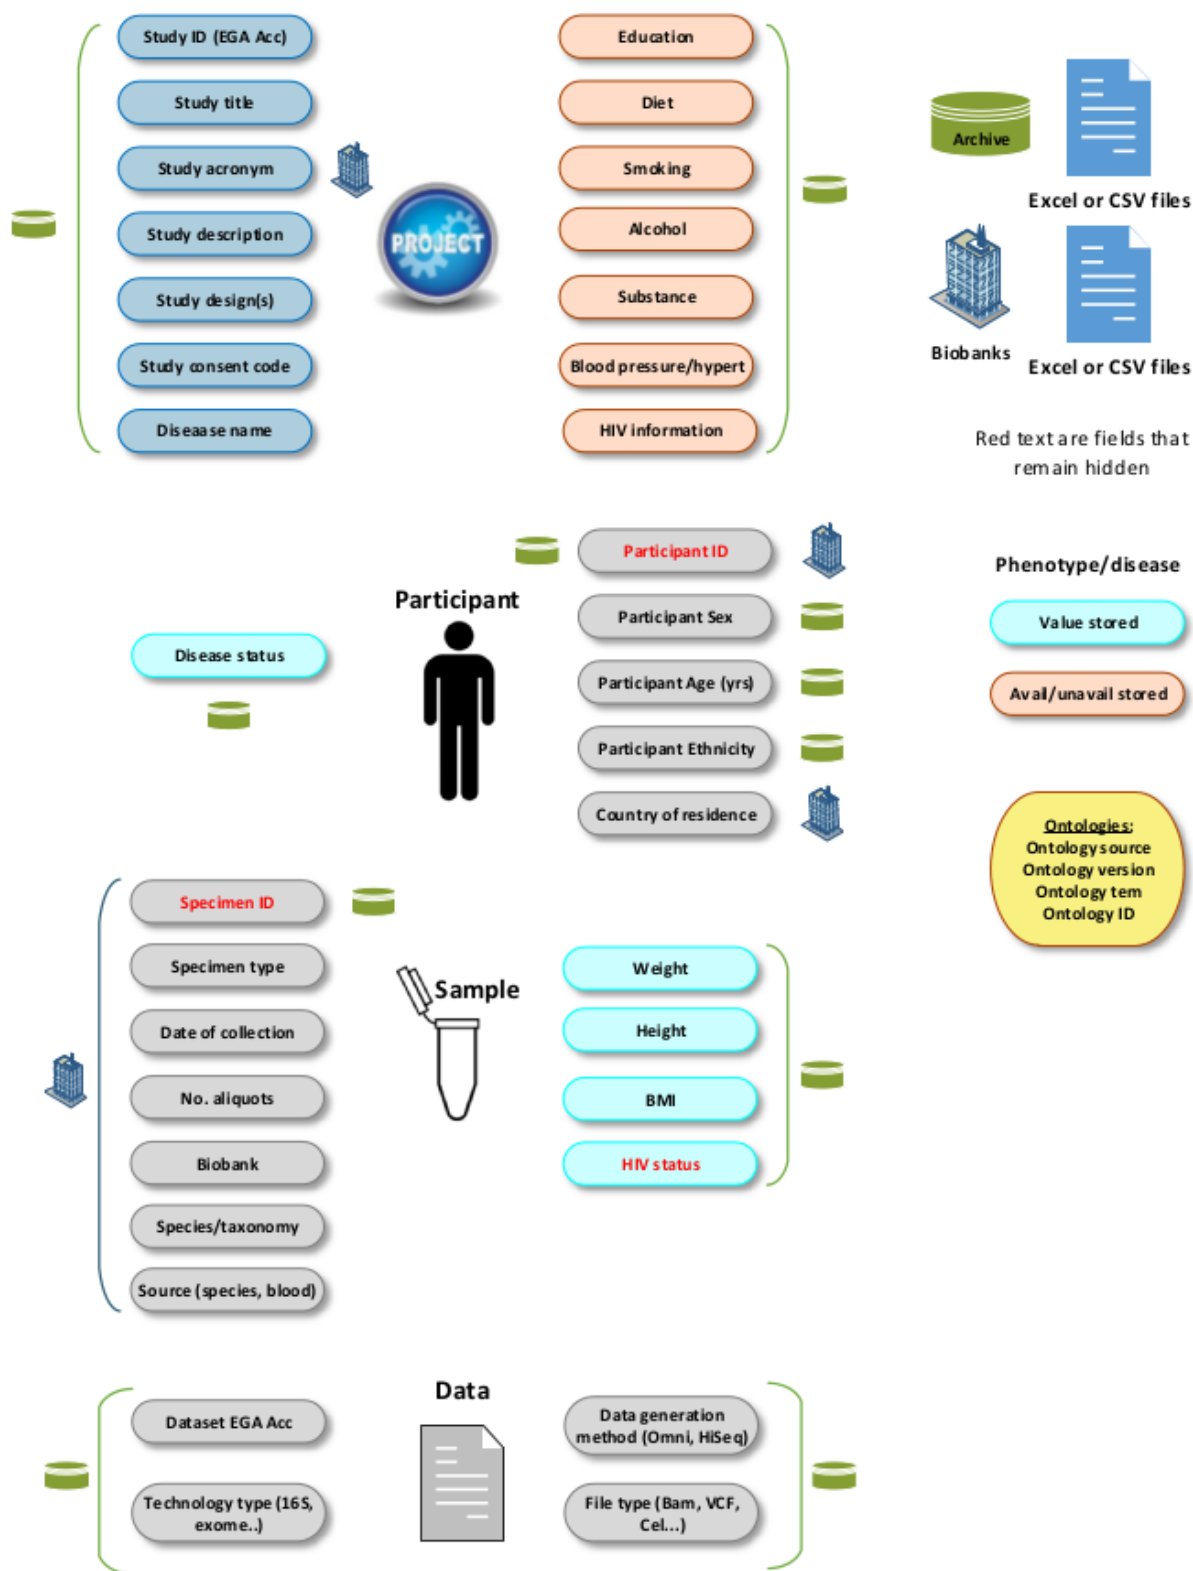 Study ID (EGA Acc)
Study title
Study acronym
Study description
Study design(s)
Study consent code
Diseaase name
PROJECT
Education
Diet
Smoking
Alcohol
Substance
Blood pressure/hypert
HIV information
Archive
Excel or CSV files
Biobanks
Excel or CSV files
Red text are fields that
remain hidden
Participant
Disease status
Participant ID
Participant Sex
Participant Age (yrs)
Participant Ethnicity
Country of residence
Phenotype/disease
Value stored
Avail/unavail stored
Ontologies:
Ontology source
Ontology version
Ontology tem
Ontology ID
Specimen ID
Specimen type
Date of collection
No. aliquots
Biobank
Species/taxonomy
Source (species, blood)
Sample
Weight
Height
BMI
HIV status
Data
Dataset EGA Acc
Technology type (16S,
exome..)
Data generation
method (Omni, HiSeq)
File type (Bam, VCF,
Cel...)